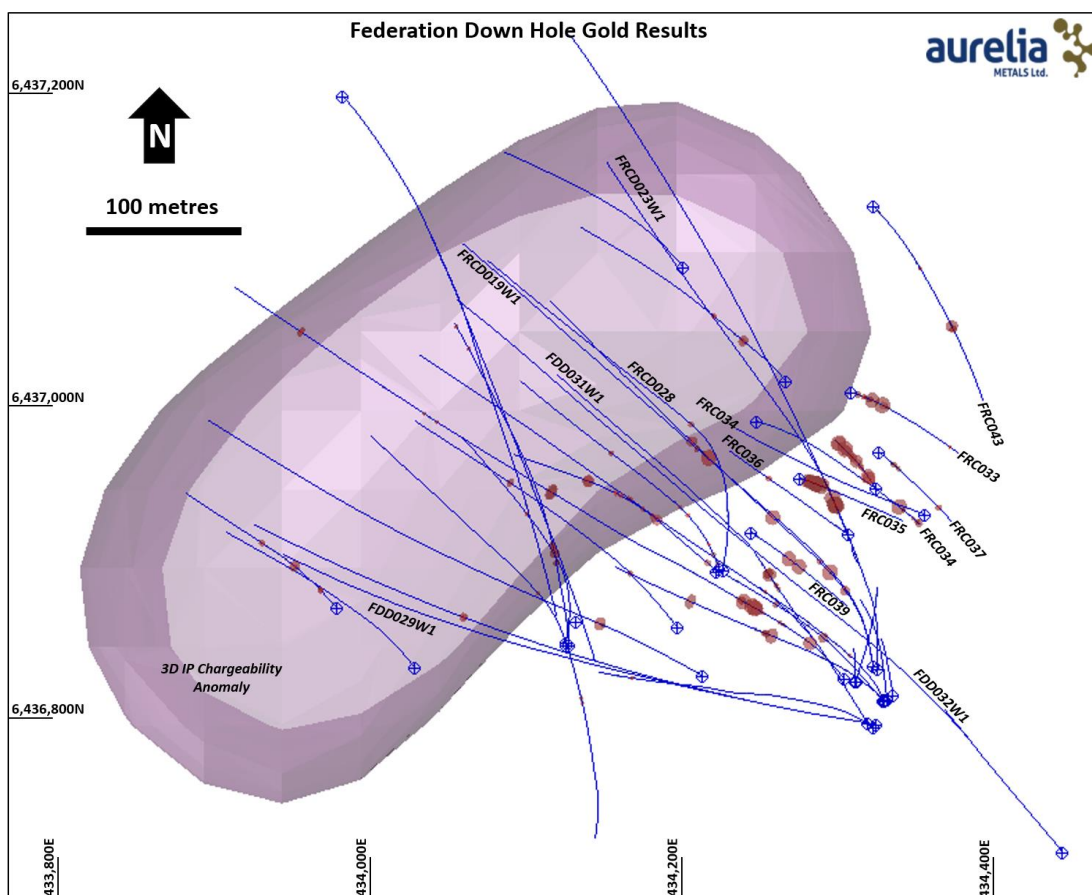 Federation Down Hole Gold Results
aurelia
METALS Ltd.
6,437,200N
N
100 metres
FRCD023W1
FRCD019W1
FDD031W1
FRCD028
FRC034
FRC036
6,437,000N
FRC043
FRC033
FRC037
FRC034
FRC035
FRC039
FDD029W1
3D IP Chargeability
Anomaly
FDD032W1
6,436,800N
433,800E
434,000E
434,200E
434,400E